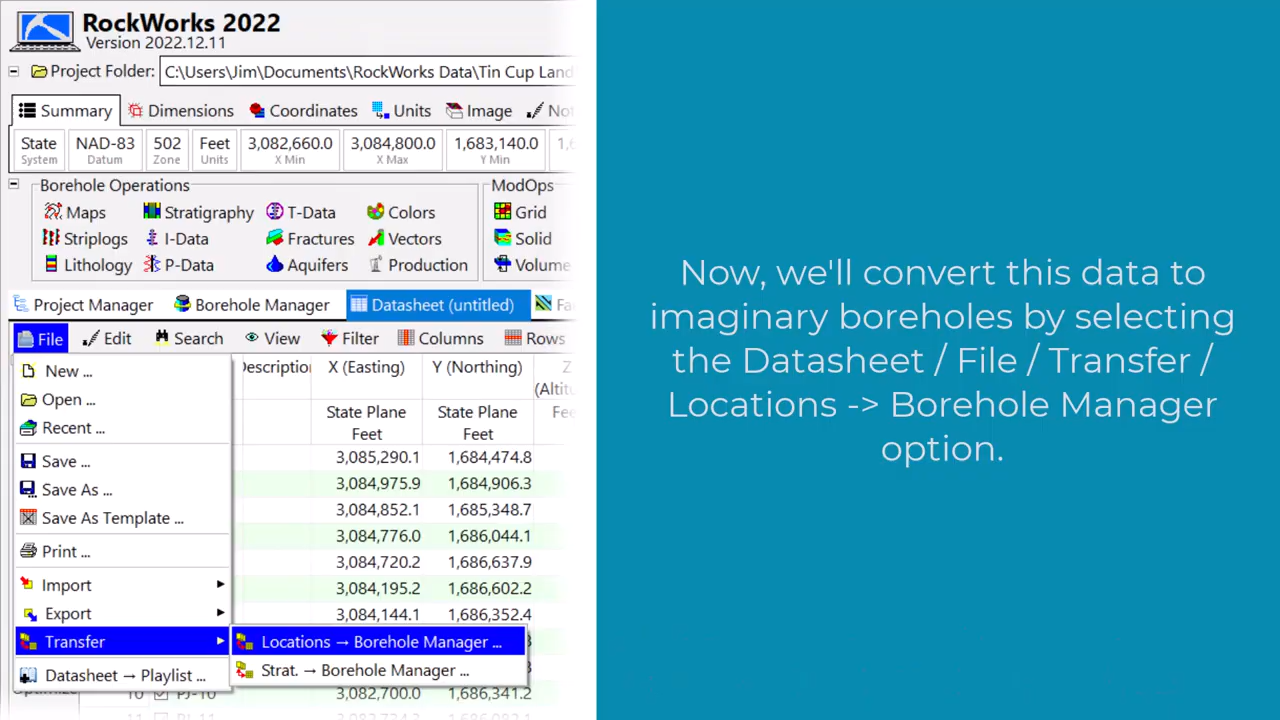 RockWorks 2022
Version 2022.12.11
Project Folder: C:\Users\Jim\Documents\RockWorks Data\Tin Cup Land
Summary Dimensions Coordinates Units Image
State NAD-83 502 Feet 3,082,660.0 3,084,800.0 1,683,140.0
System Datum Zone Units X Min X Max Y Min
Borehole Operations ModOps
Maps Stratigraphy T-Data Colors Grid
Striplogs I-Data Fractures Vectors Solid
Lithology P-Data Aquifers Production Volume
Project Manager Borehole Manager Datasheet (untitled)
File Edit Search View Filter Columns Rows
New ...
Open ...
Recent ...
Save ...
Save As ...
Save As Template ...
Print ...
Import
Export
Transfer
Datasheet → Playlist ...
Locations → Borehole Manager ...
Strat. → Borehole Manager ...
X (Easting) Y (Northing)
State Plane State Plane
Feet Feet
3,085,290.1 1,684,474.8
3,084,975.9 1,684,906.3
3,084,852.1 1,685,348.7
3,084,776.0 1,686,044.1
3,084,720.2 1,686,637.9
3,084,195.2 1,686,602.2
3,084,144.1 1,686,352.4
10 PJ-10 3,082,700.0 1,686,341.2
Now, we'll convert this data to
imaginary boreholes by selecting
the Datasheet / File / Transfer /
Locations -> Borehole Manager
option.